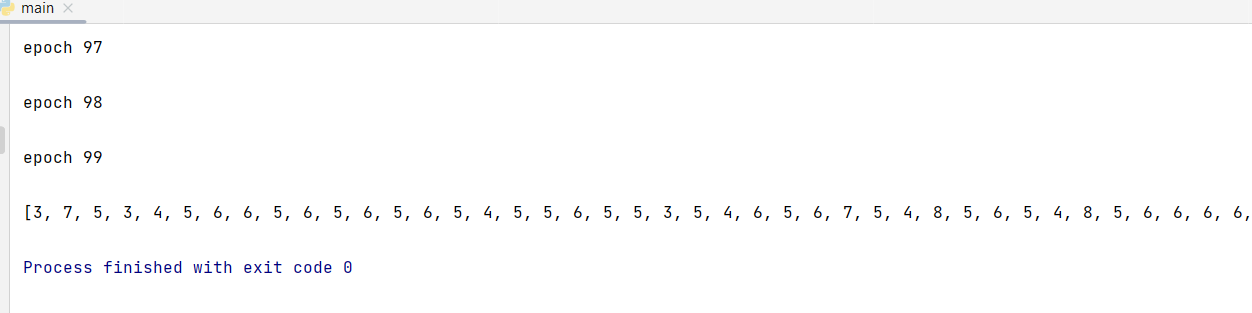 main
epoch 97
epoch 98
epoch 99
[3, 7, 5, 3, 4, 5, 6, 6, 5, 6, 5, 6, 5, 6, 5, 4, 5, 5, 6, 5, 5, 3, 5, 4, 6, 5, 6, 7, 5, 4, 8, 5, 6, 5, 4, 8, 5, 6, 6, 6, 6,
Process finished with exit code 0